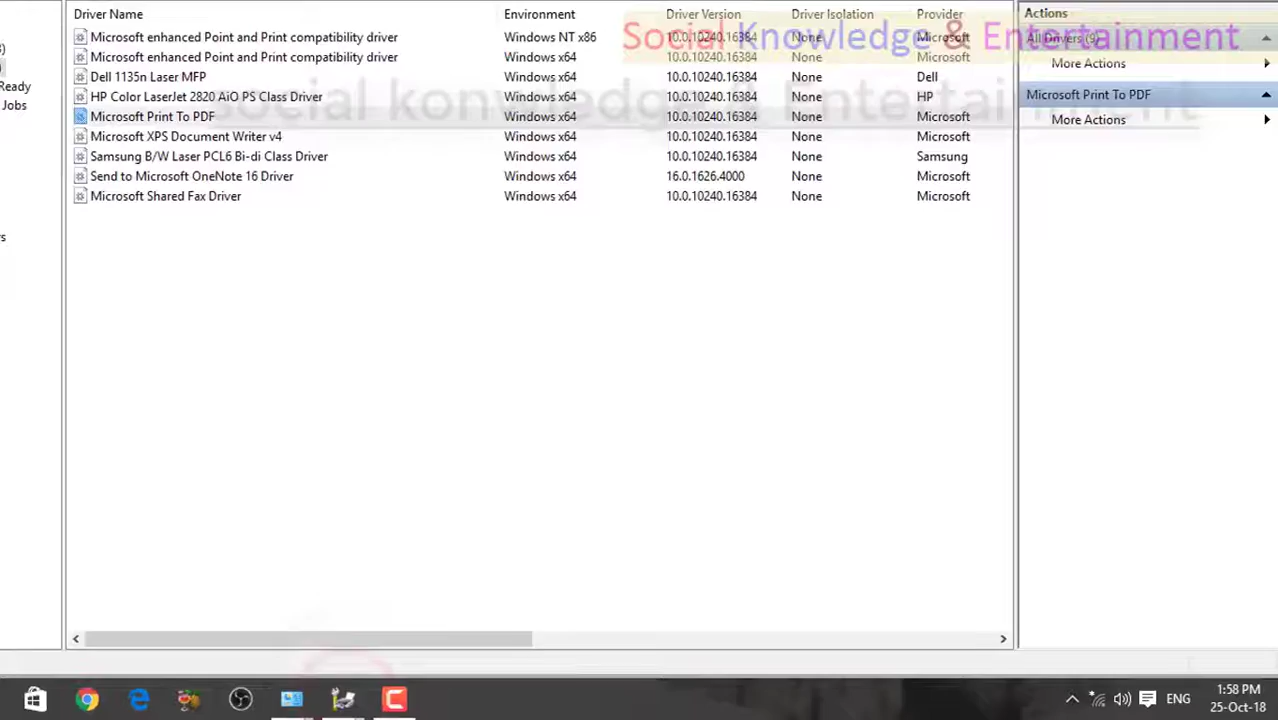 Driver Name Environment Driver Version Driver Isolation Provider Actions
Social Knowledge & Entertainment
social konwledge & Entertainment
3)
Ready
Jobs
s
Microsoft enhanced Point and Print compatibility driver Windows NT x86 10.0.10240.16384 None Microsoft
Microsoft enhanced Point and Print compatibility driver Windows x64 10.0.10240.16384 None Microsoft
Dell 1135n Laser MFP Windows x64 10.0.10240.16384 None Dell
HP Color LaserJet 2820 AiO PS Class Driver Windows x64 10.0.10240.16384 None HP
Microsoft Print To PDF Windows x64 10.0.10240.16384 None Microsoft
Microsoft XPS Document Writer v4 Windows x64 10.0.10240.16384 None Microsoft
Samsung B/W Laser PCL6 Bi-di Class Driver Windows x64 10.0.10240.16384 None Samsung
Send to Microsoft OneNote 16 Driver Windows x64 16.0.1626.4000 None Microsoft
Microsoft Shared Fax Driver Windows x64 10.0.10240.16384 None Microsoft
All Drivers (9)
More Actions
Microsoft Print To PDF
More Actions
ENG
1:58 PM
25-Oct-18